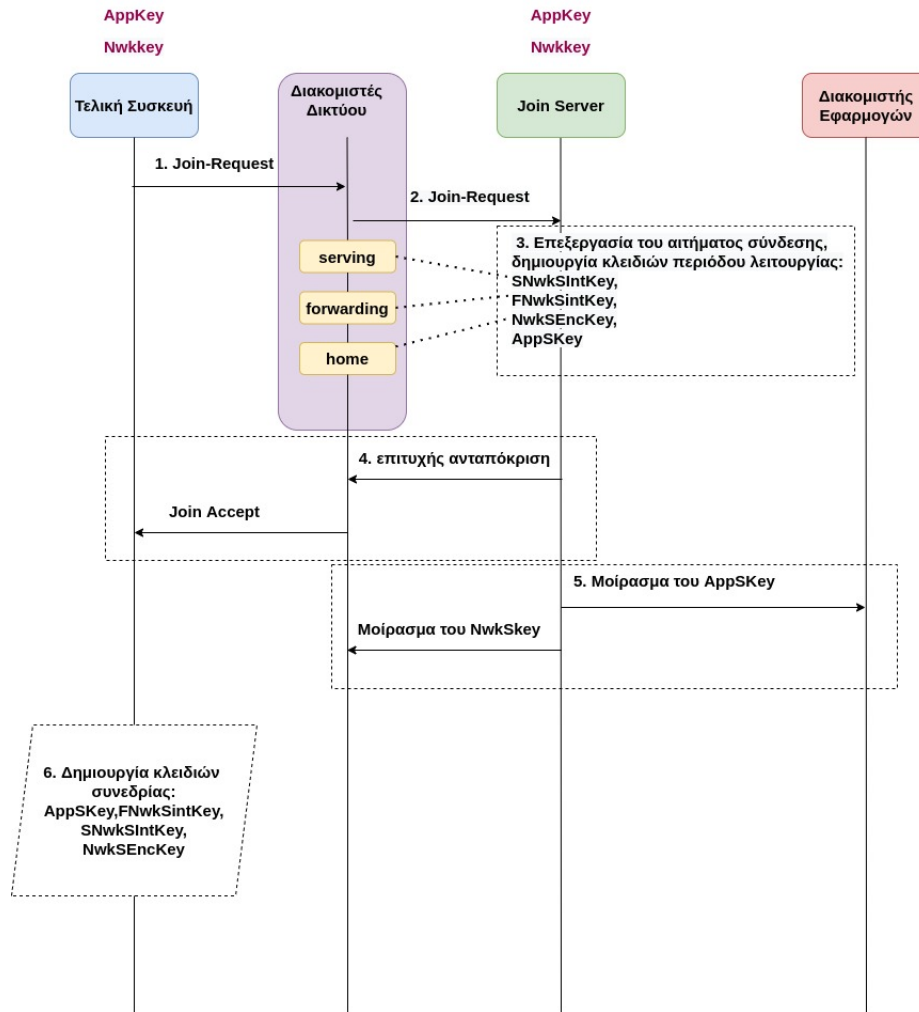 AppKey
Nwkkey
AppKey
Nwkkey
Τελική Συσκευή
Διακομιστές
Δικτύου
Join Server
Διακομιστής
Εφαρμογών
1. Join-Request
2. Join-Request
serving
forwarding
home
3. Επεξεργασία του αιτήματος σύνδεσης,
δημιουργία κλειδιών περιόδου λειτουργίας:
SNwkSIntKey,
FNwkSintKey,
NwkSEncKey,
AppSKey
4. επιτυχής ανταπόκριση
Join Accept
5. Μοίρασμα του AppSKey
Μοίρασμα του NwkSkey
6. Δημιουργία κλειδιών
συνεδρίας:
AppSKey,FNwkSintKey,
SNwkSIntKey,
NwkSEncKey